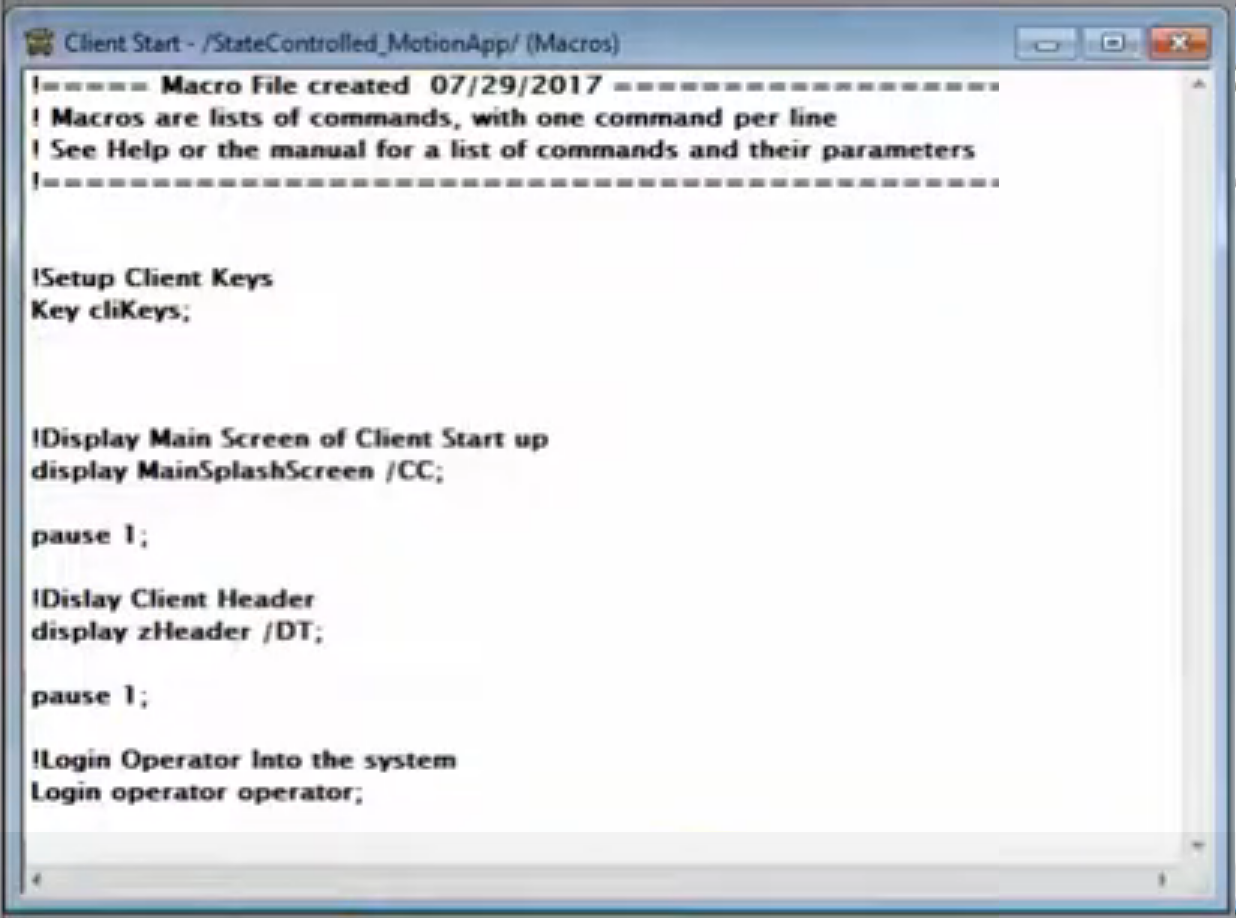 Client Start - /StateControlled_MotionApp/ (Macros)
!===== Macro File created 07/29/2017 ==================
! Macros are lists of commands, with one command per line
! See Help or the manual for a list of commands and their parameters
!============================================
!Setup Client Keys
Key cliKeys;
!Display Main Screen of Client Start up
display MainSplashScreen /CC;
pause 1;
!Dislay Client Header
display zHeader /DT;
pause 1;
!Login Operator Into the system
Login operator operator;